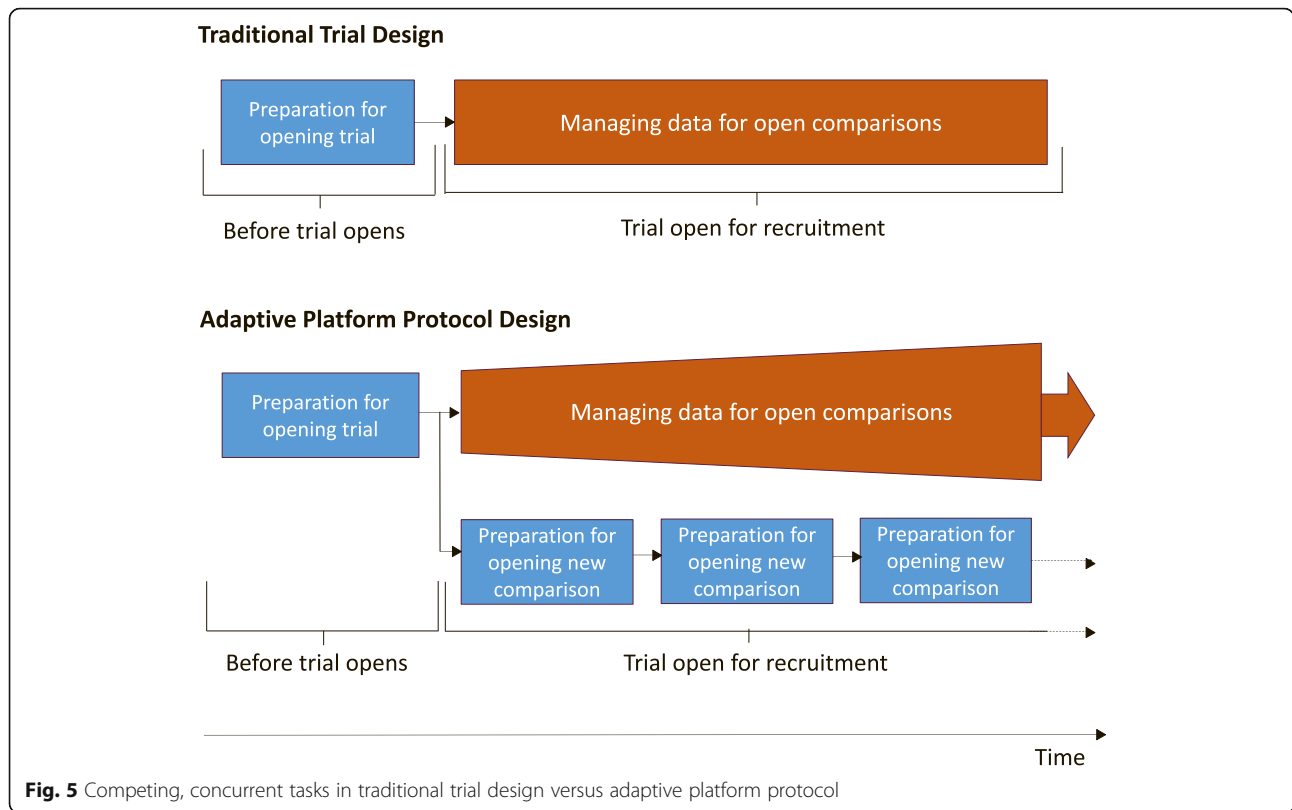 Traditional Trial Design
Preparation for
opening trial
Managing data for open comparisons
Before trial opens
Trial open for recruitment
Adaptive Platform Protocol Design
Preparation for
opening trial
Managing data for open comparisons
Preparation for
opening new
comparison
Preparation for
opening new
comparison
Preparation for
opening new
comparison
Before trial opens
Trial open for recruitment
Time
Fig. 5 Competing, concurrent tasks in traditional trial design versus adaptive platform protocol